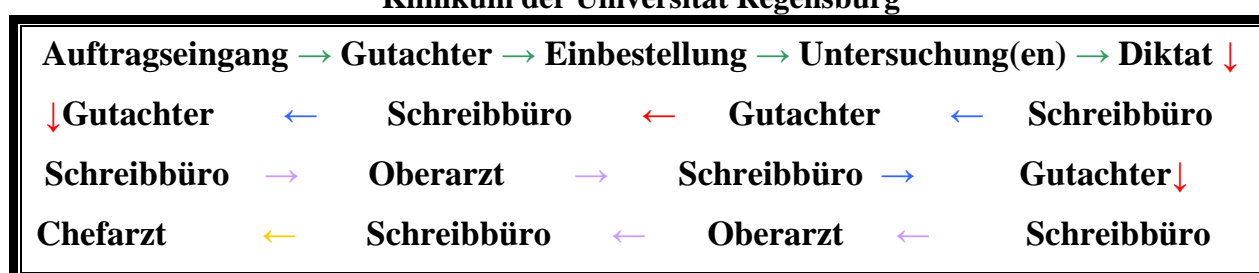 Klinikum der Universität Regensburg
Auftragseingang → Gutachter → Einbestellung → Untersuchung(en) → Diktat ↓
↓Gutachter ← Schreibbüro ← Gutachter ← Schreibbüro
Schreibbüro → Oberarzt → Schreibbüro → Gutachter↓
Chefarzt ← Schreibbüro ← Oberarzt ← Schreibbüro